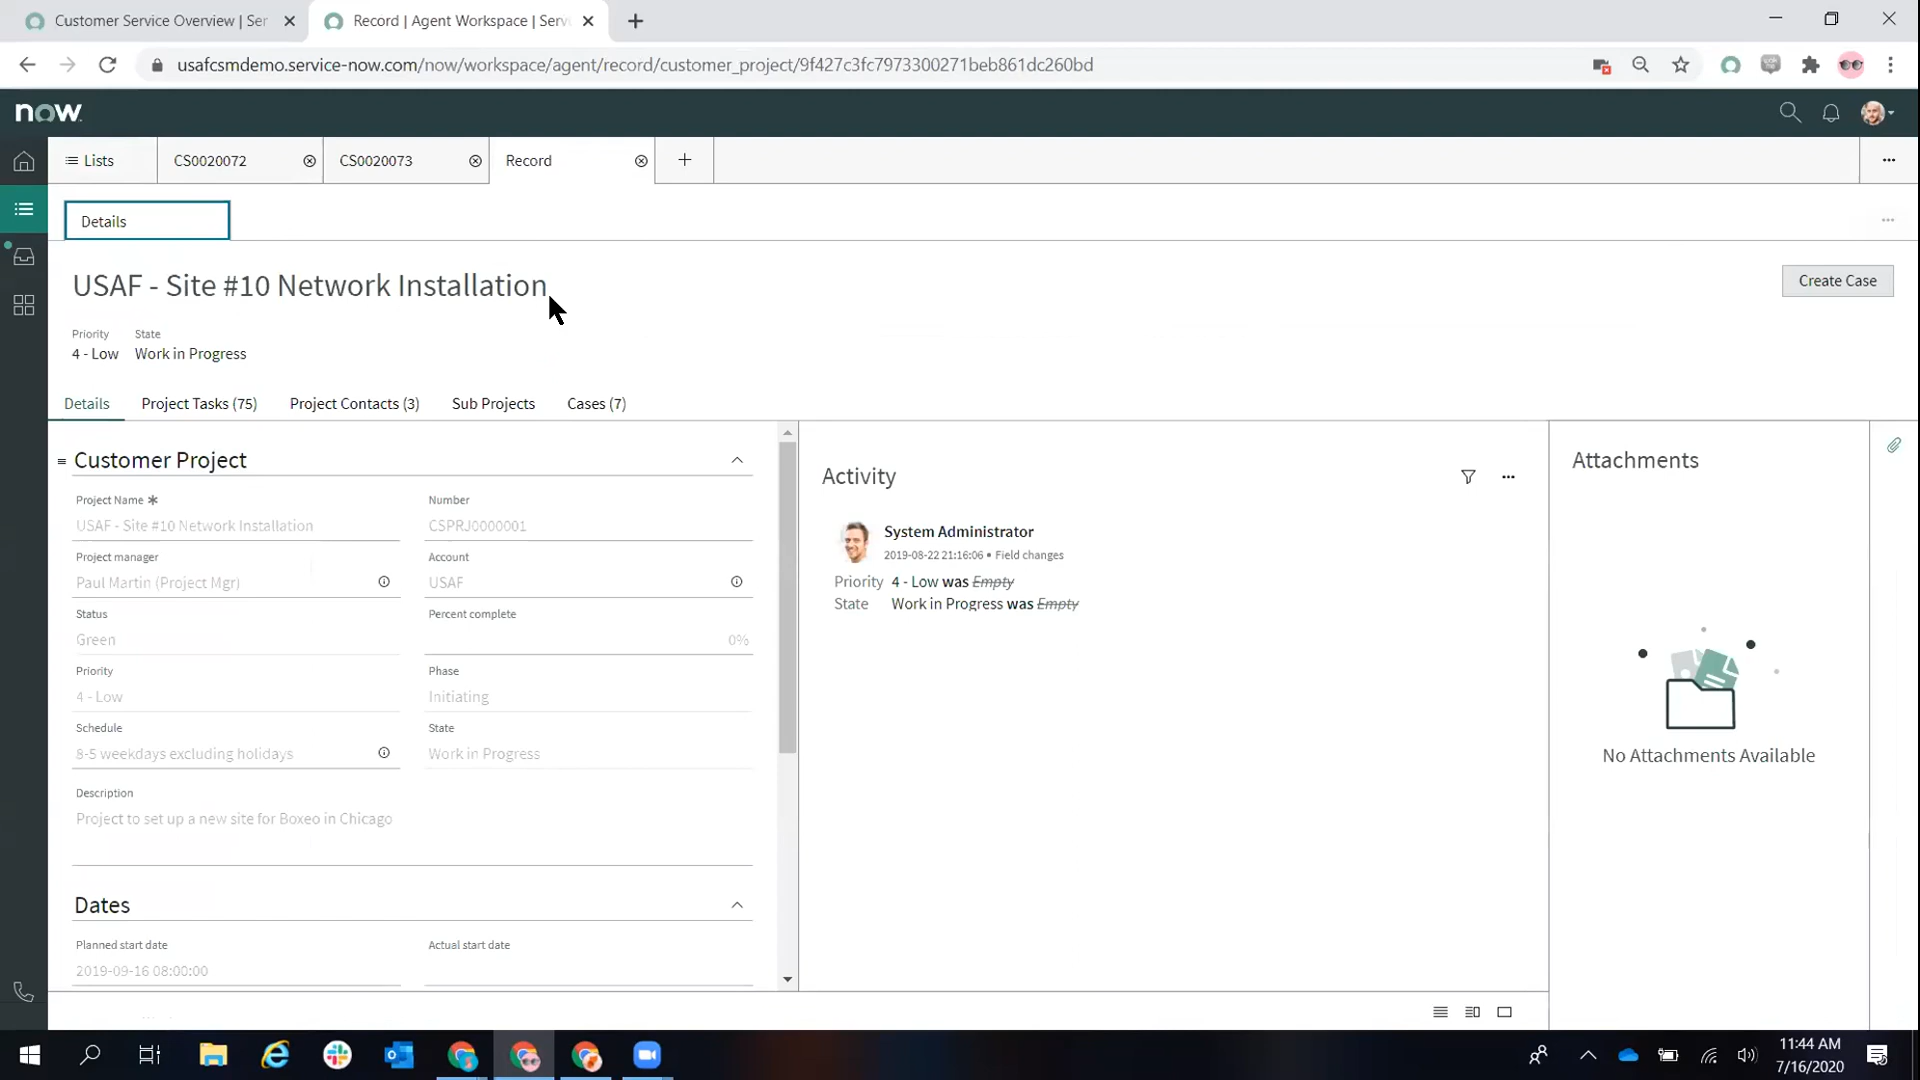 Customer Service Overview | Ser
Record | Agent Workspace | Serv
usafcsmdemo.service-now.com/now/workspace/agent/record/customer_project/9f427c3fc7973300271beb861dc260bd
now.
Lists
CS0020072
CS0020073
Record
Details
USAF - Site #10 Network Installation
Create Case
Priority State
4 - Low Work in Progress
Details Project Tasks (75) Project Contacts (3) Sub Projects Cases (7)
Customer Project
Project Name
USAF - Site #10 Network Installation
Number
CSPRJ0000001
Project manager
Paul Martin (Project Mgr)
Account
USAF
Status
Green
Percent complete
0%
Priority
4 - Low
Phase
Initiating
Schedule
8-5 weekdays excluding holidays
State
Work in Progress
Description
Project to set up a new site for Boxeo in Chicago
Dates
Planned start date
2019-09-16 08:00:00
Actual start date
Activity
System Administrator
2019-08-22 21:16:06 • Field changes
Priority 4 - Low was Empty
State Work in Progress was Empty
Attachments
No Attachments Available
11:44 AM
7/16/2020